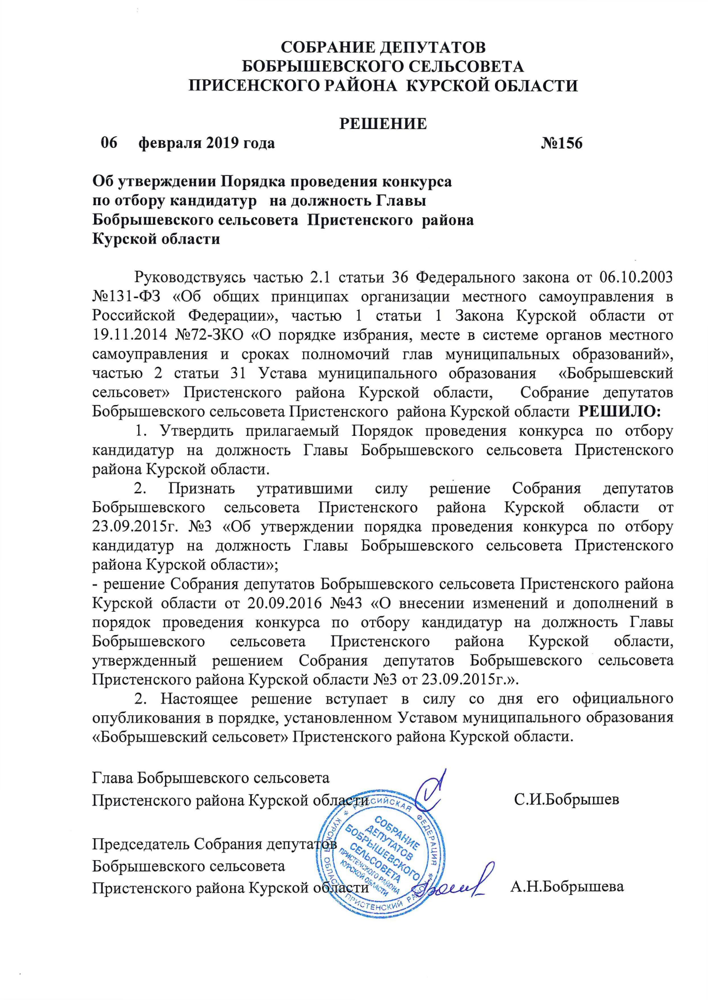 СОБРАНИЕ ДЕПУТАТОВ
БОБРЫШЕВСКОГО СЕЛЬСОВЕТА
ПРИСЕНСКОГО РАЙОНА КУРСКОЙ ОБЛАСТИ
РЕШЕНИЕ
06 февраля 2019 года №156
Об утверждении Порядка проведения конкурса
по отбору кандидатур на должность Главы
Бобрышевского сельсовета Пристенского района
Курской области
Руководствуясь частью 2.1 статьи 36 Федерального закона от 06.10.2003
№131-ФЗ «Об общих принципах организации местного самоуправления в
Российской Федерации», частью 1 статьи 1 Закона Курской области от
19.11.2014 №72-ЗКО «О порядке избрания, месте в системе органов местного
самоуправления и сроках полномочий глав муниципальных образований»,
частью 2 статьи 31 Устава муниципального образования «Бобрышевский
сельсовет» Пристенского района Курской области, Собрание депутатов
Бобрышевского сельсовета Пристенского района Курской области РЕШИЛО:
1. Утвердить прилагаемый Порядок проведения конкурса по отбору
кандидатур на должность Главы Бобрышевского сельсовета Пристенского
района Курской области.
2. Признать утратившими силу решение Собрания депутатов
Бобрышевского сельсовета Пристенского района Курской области от
23.09.2015г. №3 «Об утверждении порядка проведения конкурса по отбору
кандидатур на должность Главы Бобрышевского сельсовета Пристенского
района Курской области»;
- решение Собрания депутатов Бобрышевского сельсовета Пристенского района
Курской области от 20.09.2016 №43 «О внесении изменений и дополнений в
порядок проведения конкурса по отбору кандидатур на должность Главы
Бобрышевского сельсовета Пристенского района Курской области,
утвержденный решением Собрания депутатов Бобрышевского сельсовета
Пристенского района Курской области №3 от 23.09.2015г.».
2. Настоящее решение вступает в силу со дня его официального
опубликования в порядке, установленном Уставом муниципального образования
«Бобрышевский сельсовет» Пристенского района Курской области.
Глава Бобрышевского сельсовета
Пристенского района Курской области С.И.Бобрышев
Председатель Собрания депутатов
Бобрышевского сельсовета
Пристенского района Курской области А.Н.Бобрышева
* РОССИЙСКАЯ ФЕДЕРАЦИЯ *
КУРСКАЯ ОБЛАСТЬ ПРИСТЕНСКИЙ РАЙОН
СОБРАНИЕ
ДЕПУТАТОВ
БОБРЫШЕВСКОГО
СЕЛЬСОВЕТА
ПРИСТЕНСКОГО РАЙОНА
КУРСКОЙ ОБЛАСТИ